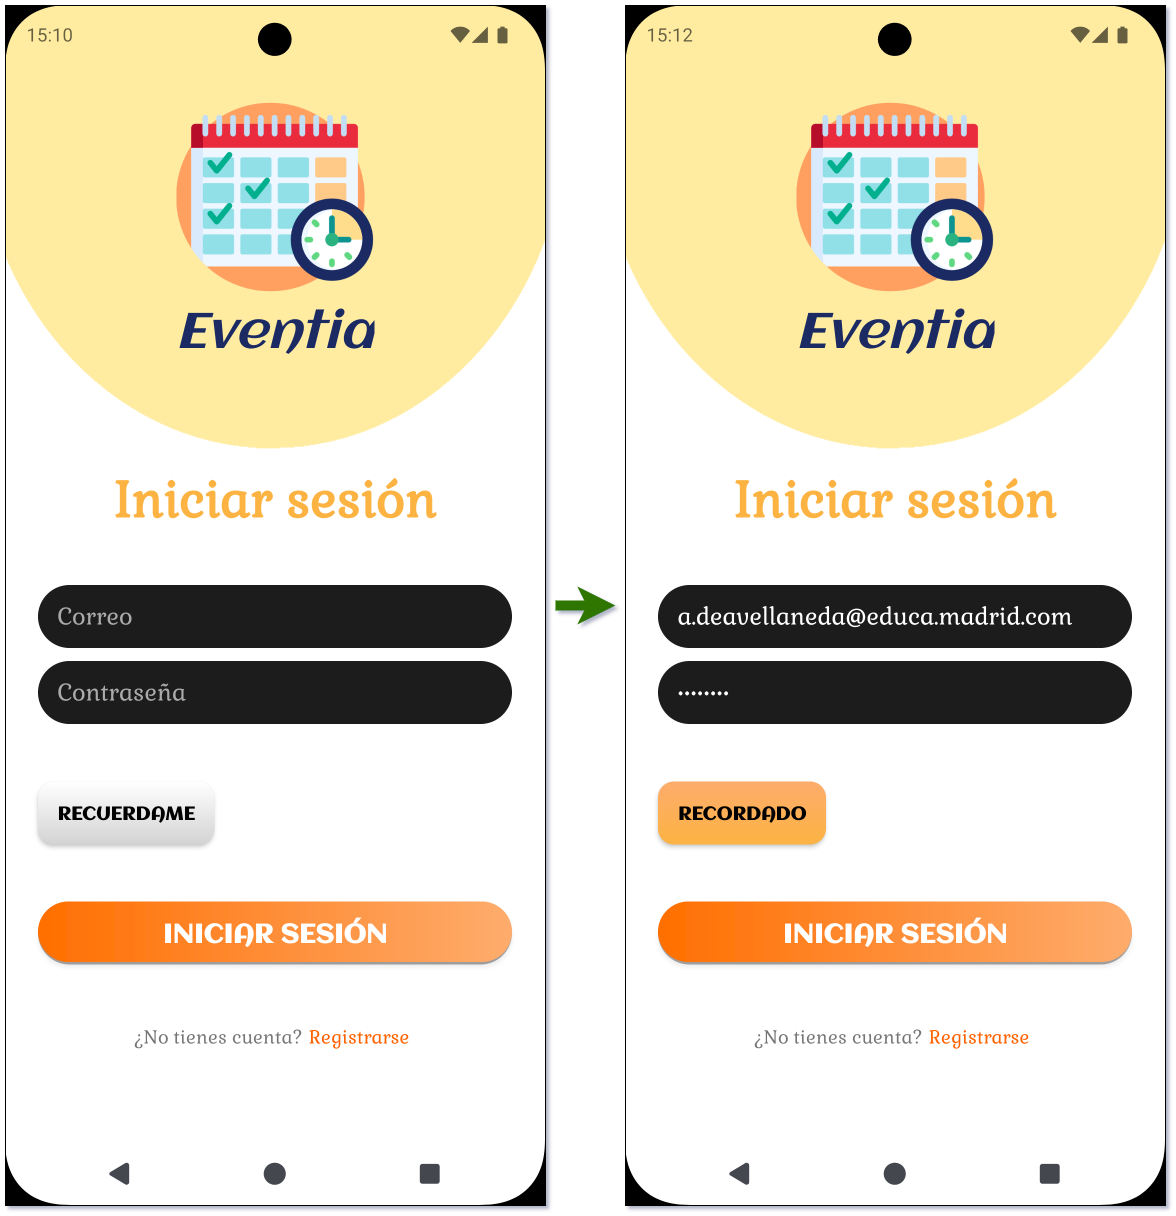 15:10
Eventia
Iniciar sesión
Correo
Contraseña
RECUERDAME
INICIAR SESIÓN
¿No tienes cuenta? Registrarse
15:12
Eventia
Iniciar sesión
a.deavellaneda@educa.madrid.com
••••••••
RECORDADO
INICIAR SESIÓN
¿No tienes cuenta? Registrarse